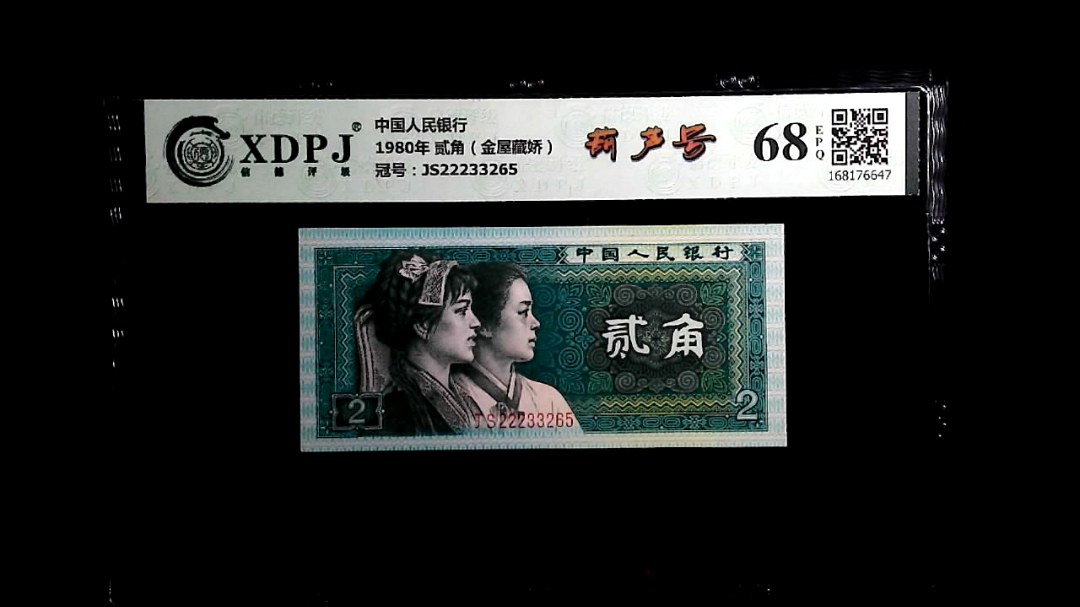 XDPJ®
信德评级
中国人民银行
1980年 贰角（金屋藏娇）
冠号：JS22233265
葫芦号
68
EPQ
168176647
中国人民银行
贰角
2
2
JS22233265